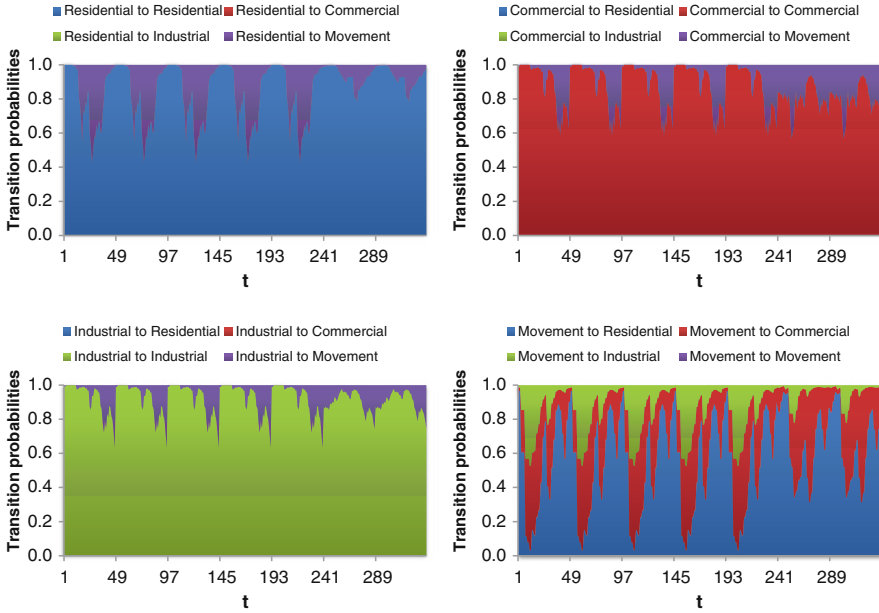 Residential to Residential Residential to Commercial
Residential to Industrial Residential to Movement
Transition probabilities
1.0
0.8
0.6
0.4
0.2
0.0
1 49 97 145 193 241 289
t
Commercial to Residential Commercial to Commercial
Commercial to Industrial Commercial to Movement
Transition probabilities
1.0
0.8
0.6
0.4
0.2
0.0
1 49 97 145 193 241 289
t
Industrial to Residential Industrial to Commercial
Industrial to Industrial Industrial to Movement
Transition probabilities
1.0
0.8
0.6
0.4
0.2
0.0
1 49 97 145 193 241 289
t
Movement to Residential Movement to Commercial
Movement to Industrial Movement to Movement
Transition probabilities
1.0
0.8
0.6
0.4
0.2
0.0
1 49 97 145 193 241 289
t